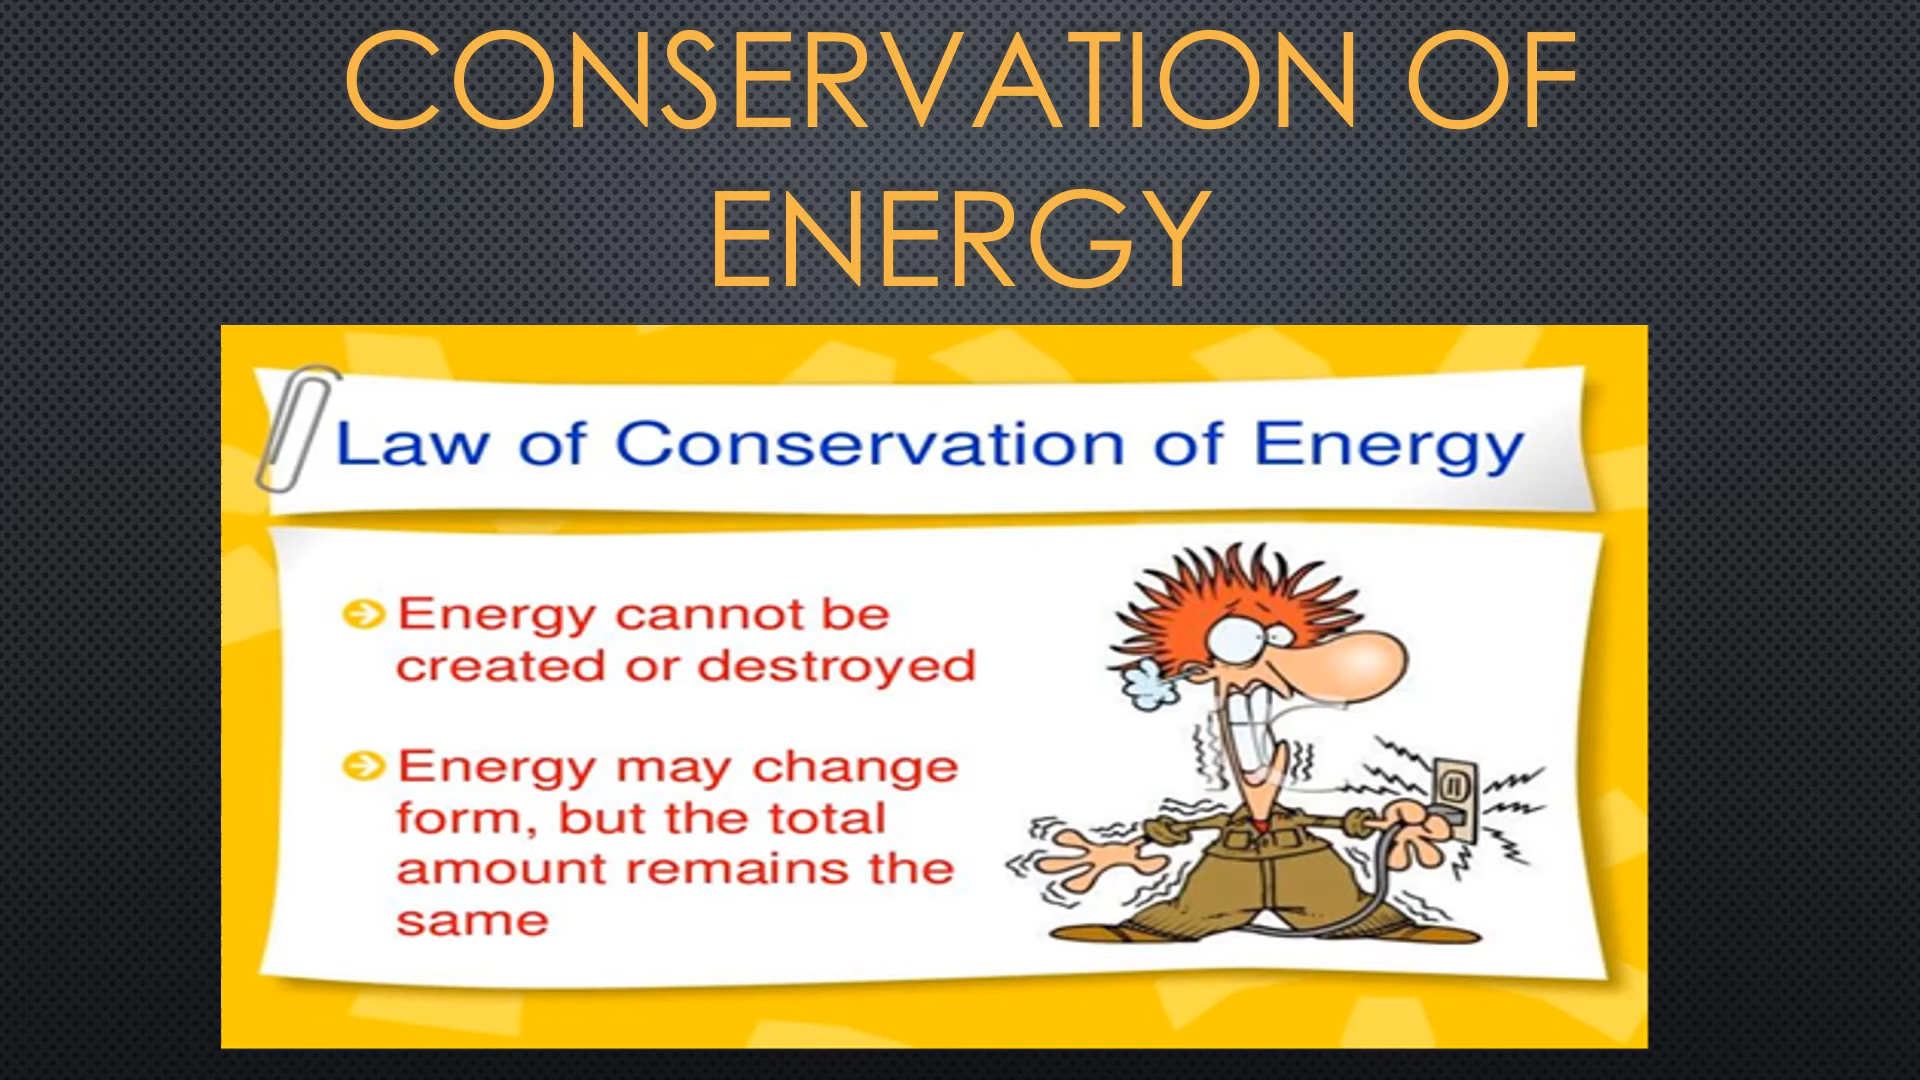 CONSERVATION OF
ENERGY
Law of Conservation of Energy
Energy cannot be
created or destroyed
Energy may change
form, but the total
amount remains the
same